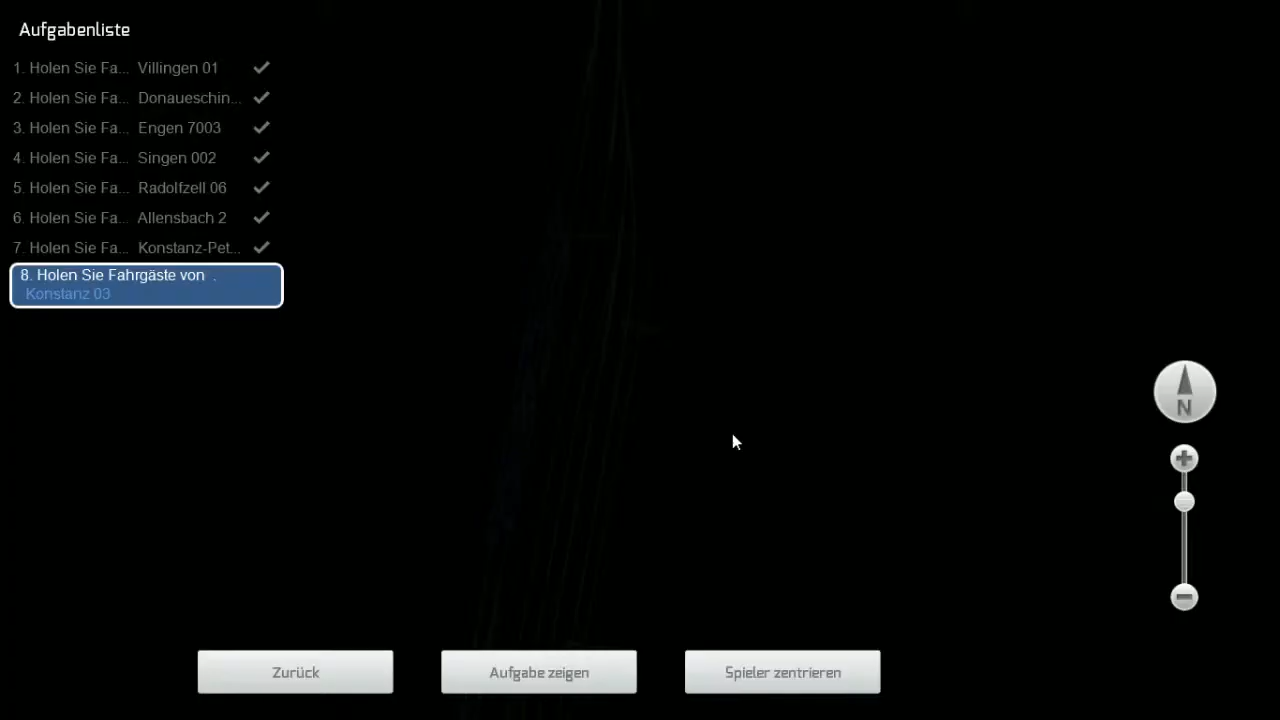 Aufgabenliste
1. Holen Sie Fa... Villingen 01
2. Holen Sie Fa... Donaueschin...
3. Holen Sie Fa... Engen 7003
4. Holen Sie Fa... Singen 002
5. Holen Sie Fa... Radolfzell 06
6. Holen Sie Fa... Allensbach 2
7. Holen Sie Fa... Konstanz-Pet...
8. Holen Sie Fahrgäste von .
Konstanz 03
N
Zurück Aufgabe zeigen Spieler zentrieren